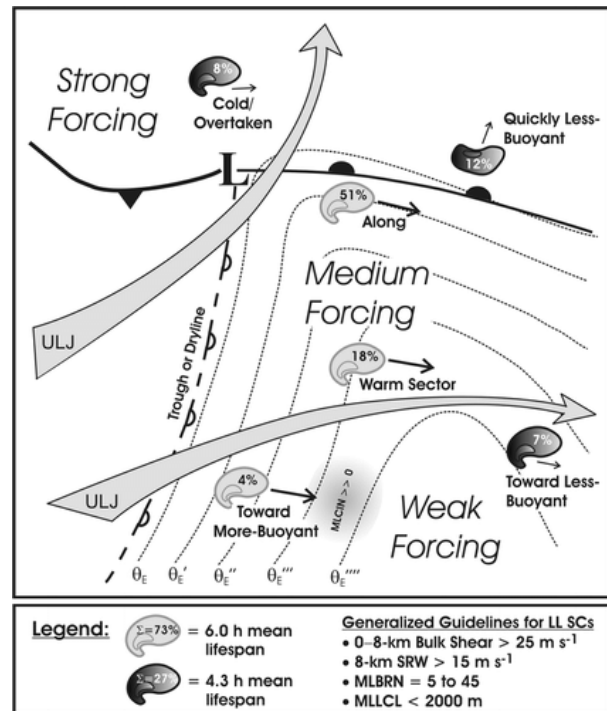 Strong
Forcing
8%
Cold/
Overtaken
Quickly Less-
Buoyant
12%
L
51%
Along
Medium
Forcing
ULJ
Trough or Dryline
18%
Warm Sector
7%
Toward Less-
Buoyant
ULJ
4%
Toward
More-Buoyant
MLCIN >> 0
Weak
Forcing
θE
θE'
θE''
θE'''
θE''''
Legend:
Σ=73%
= 6.0 h mean
lifespan
Σ=27%
= 4.3 h mean
lifespan
Generalized Guidelines for LL SCs
• 0–8-km Bulk Shear > 25 m s⁻¹
• 8-km SRW > 15 m s⁻¹
• MLBRN = 5 to 45
• MLLCL < 2000 m